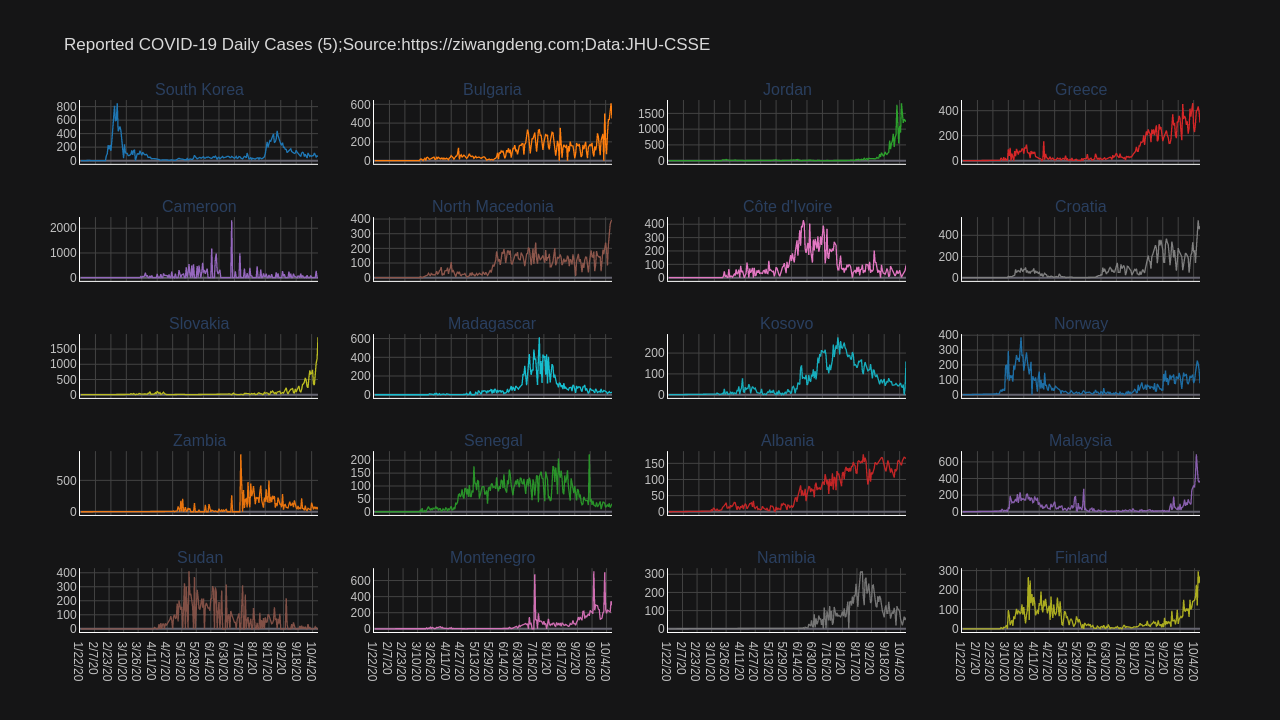 Reported COVID-19 Daily Cases (5);Source:https://ziwangdeng.com;Data:JHU-CSSE
South Korea Bulgaria Jordan Greece
800 600 400 200 0
600 400 200 0
1500 1000 500 0
400 200 0
Cameroon North Macedonia Côte d'Ivoire Croatia
2000 1000 0
400 300 200 100 0
400 300 200 100 0
400 200 0
Slovakia Madagascar Kosovo Norway
1500 1000 500 0
600 400 200 0
200 100 0
400 300 200 100 0
Zambia Senegal Albania Malaysia
500 0
200 150 100 50 0
150 100 50 0
600 400 200 0
Sudan Montenegro Namibia Finland
400 300 200 100 0
600 400 200 0
300 200 100 0
300 200 100 0
1/22/20 2/7/20 2/23/20 3/10/20 3/26/20 4/11/20 4/27/20 5/13/20 5/29/20 6/14/20 6/30/20 7/16/20 8/1/20 8/17/20 9/2/20 9/18/20 10/4/20
1/22/20 2/7/20 2/23/20 3/10/20 3/26/20 4/11/20 4/27/20 5/13/20 5/29/20 6/14/20 6/30/20 7/16/20 8/1/20 8/17/20 9/2/20 9/18/20 10/4/20
1/22/20 2/7/20 2/23/20 3/10/20 3/26/20 4/11/20 4/27/20 5/13/20 5/29/20 6/14/20 6/30/20 7/16/20 8/1/20 8/17/20 9/2/20 9/18/20 10/4/20
1/22/20 2/7/20 2/23/20 3/10/20 3/26/20 4/11/20 4/27/20 5/13/20 5/29/20 6/14/20 6/30/20 7/16/20 8/1/20 8/17/20 9/2/20 9/18/20 10/4/20